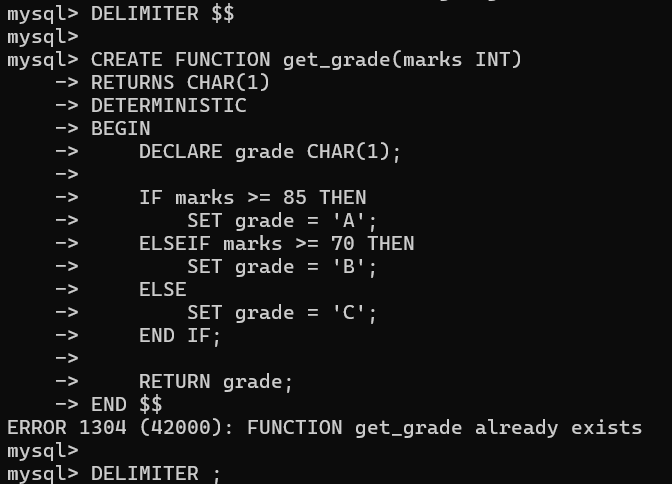 mysql> DELIMITER $$
mysql>
mysql> CREATE FUNCTION get_grade(marks INT)
    -> RETURNS CHAR(1)
    -> DETERMINISTIC
    -> BEGIN
    ->     DECLARE grade CHAR(1);
    ->
    ->     IF marks >= 85 THEN
    ->         SET grade = 'A';
    ->     ELSEIF marks >= 70 THEN
    ->         SET grade = 'B';
    ->     ELSE
    ->         SET grade = 'C';
    ->     END IF;
    ->
    ->     RETURN grade;
    -> END $$
ERROR 1304 (42000): FUNCTION get_grade already exists
mysql>
mysql> DELIMITER ;